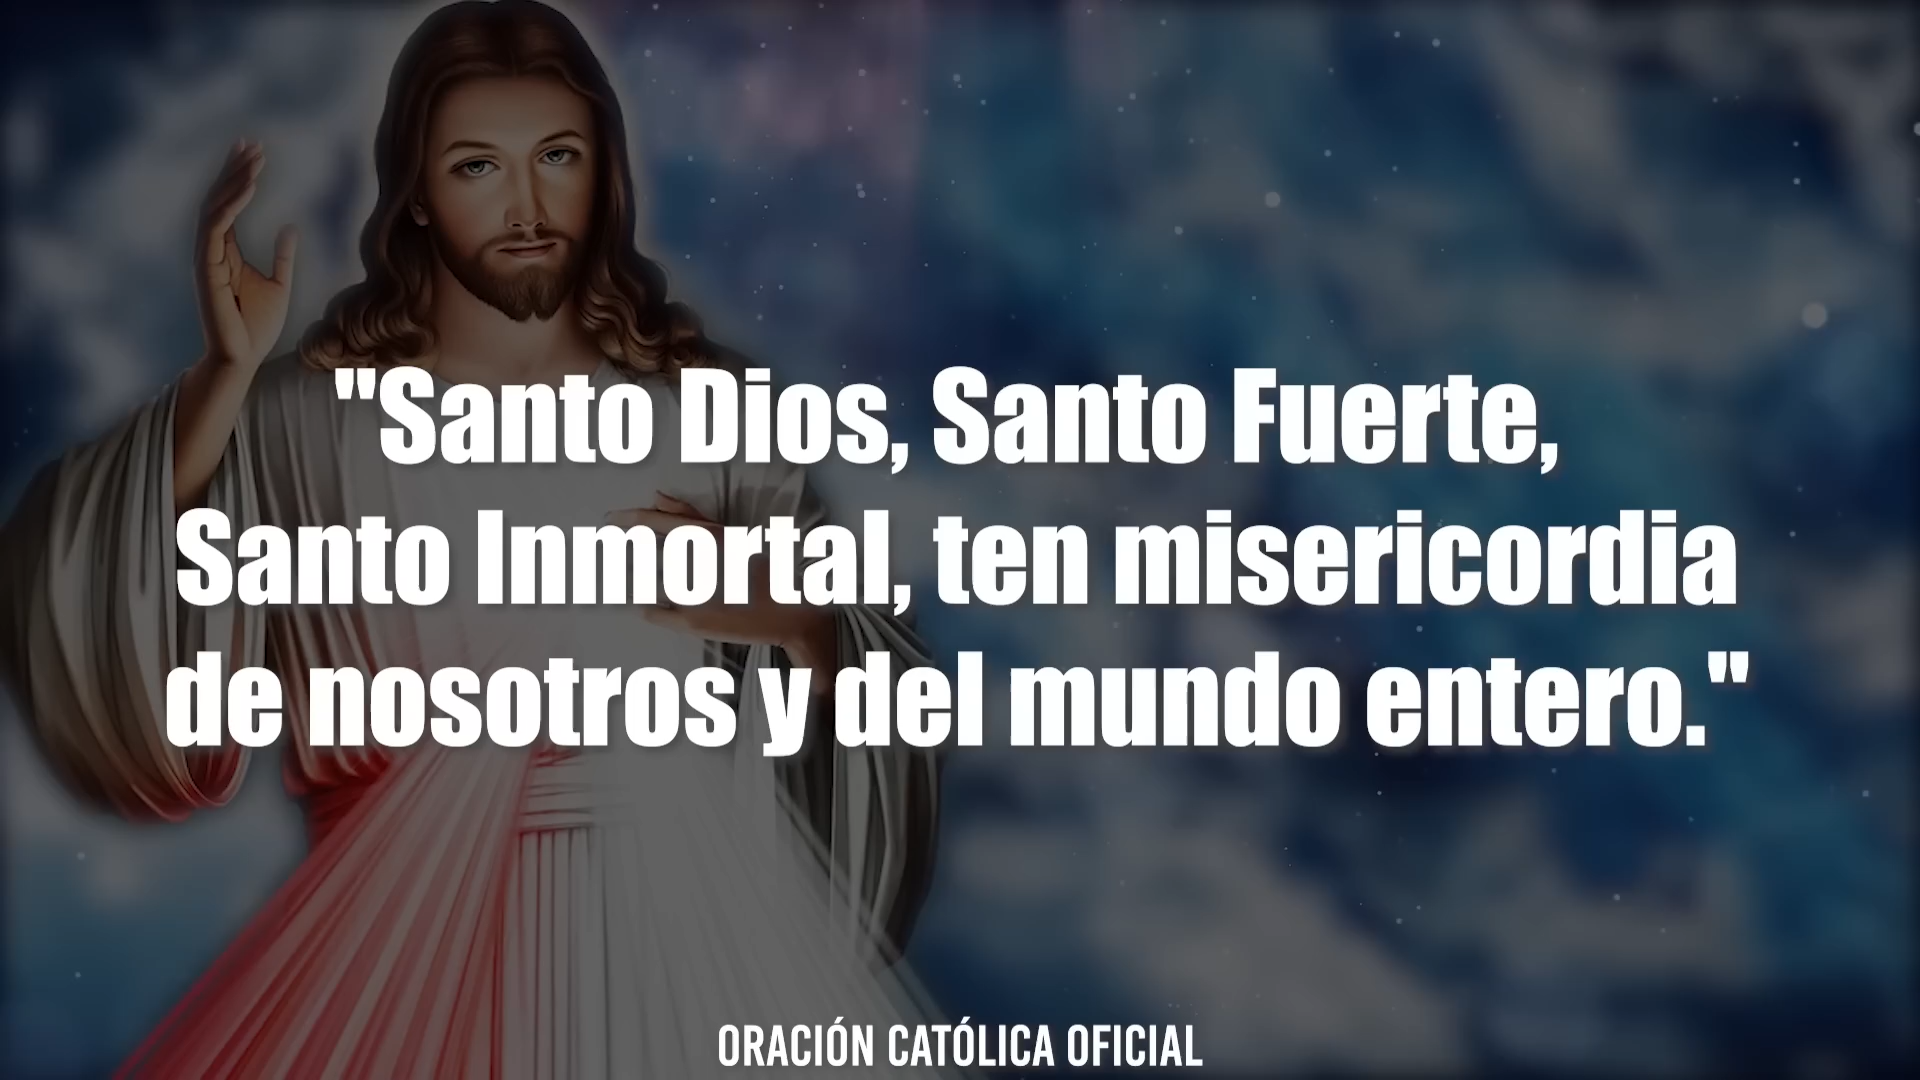 "Santo Dios, Santo Fuerte,
Santo Inmortal, ten misericordia
de nosotros y del mundo entero."
ORACIÓN CATÓLICA OFICIAL